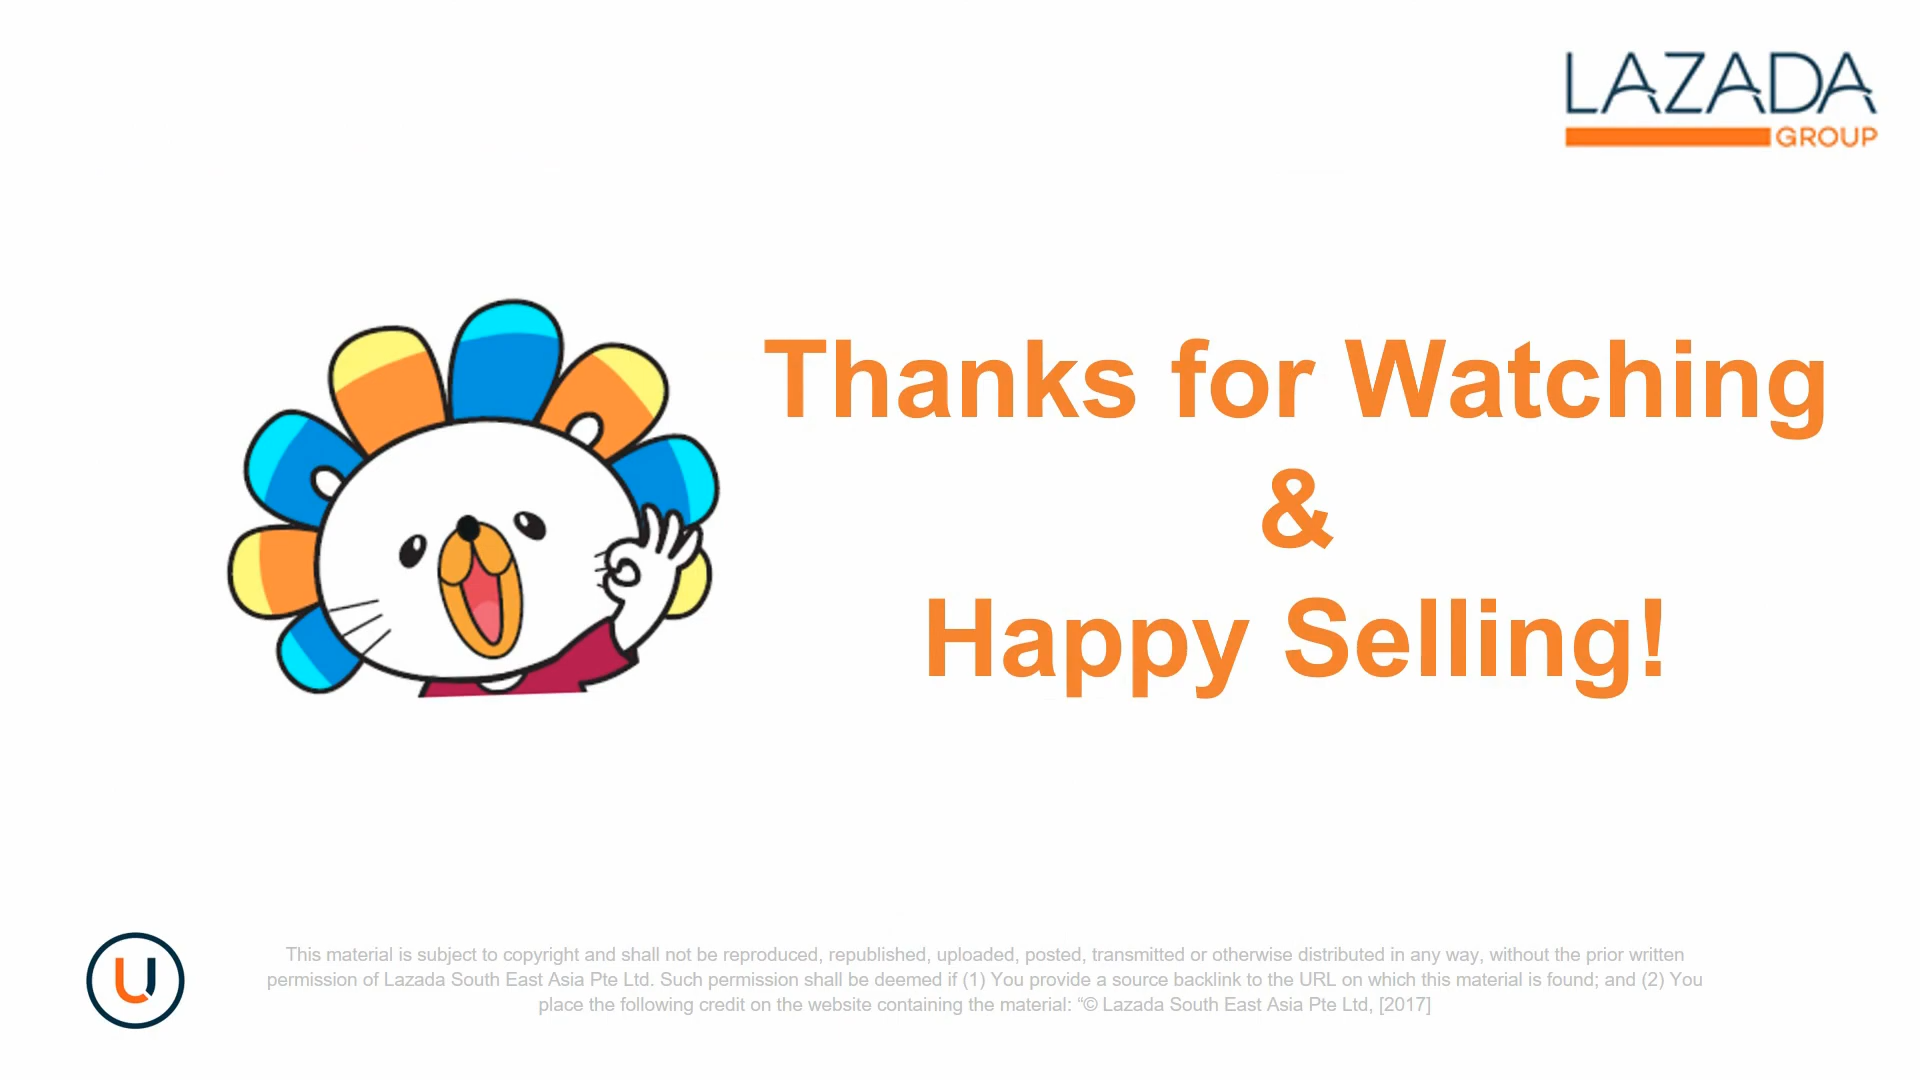 LAZADA
GROUP
Thanks for Watching
&
Happy Selling!
U
This material is subject to copyright and shall not be reproduced, republished, uploaded, posted, transmitted or otherwise distributed in any way, without the prior written
permission of Lazada South East Asia Pte Ltd. Such permission shall be deemed if (1) You provide a source backlink to the URL on which this material is found; and (2) You
place the following credit on the website containing the material: “© Lazada South East Asia Pte Ltd, [2017]